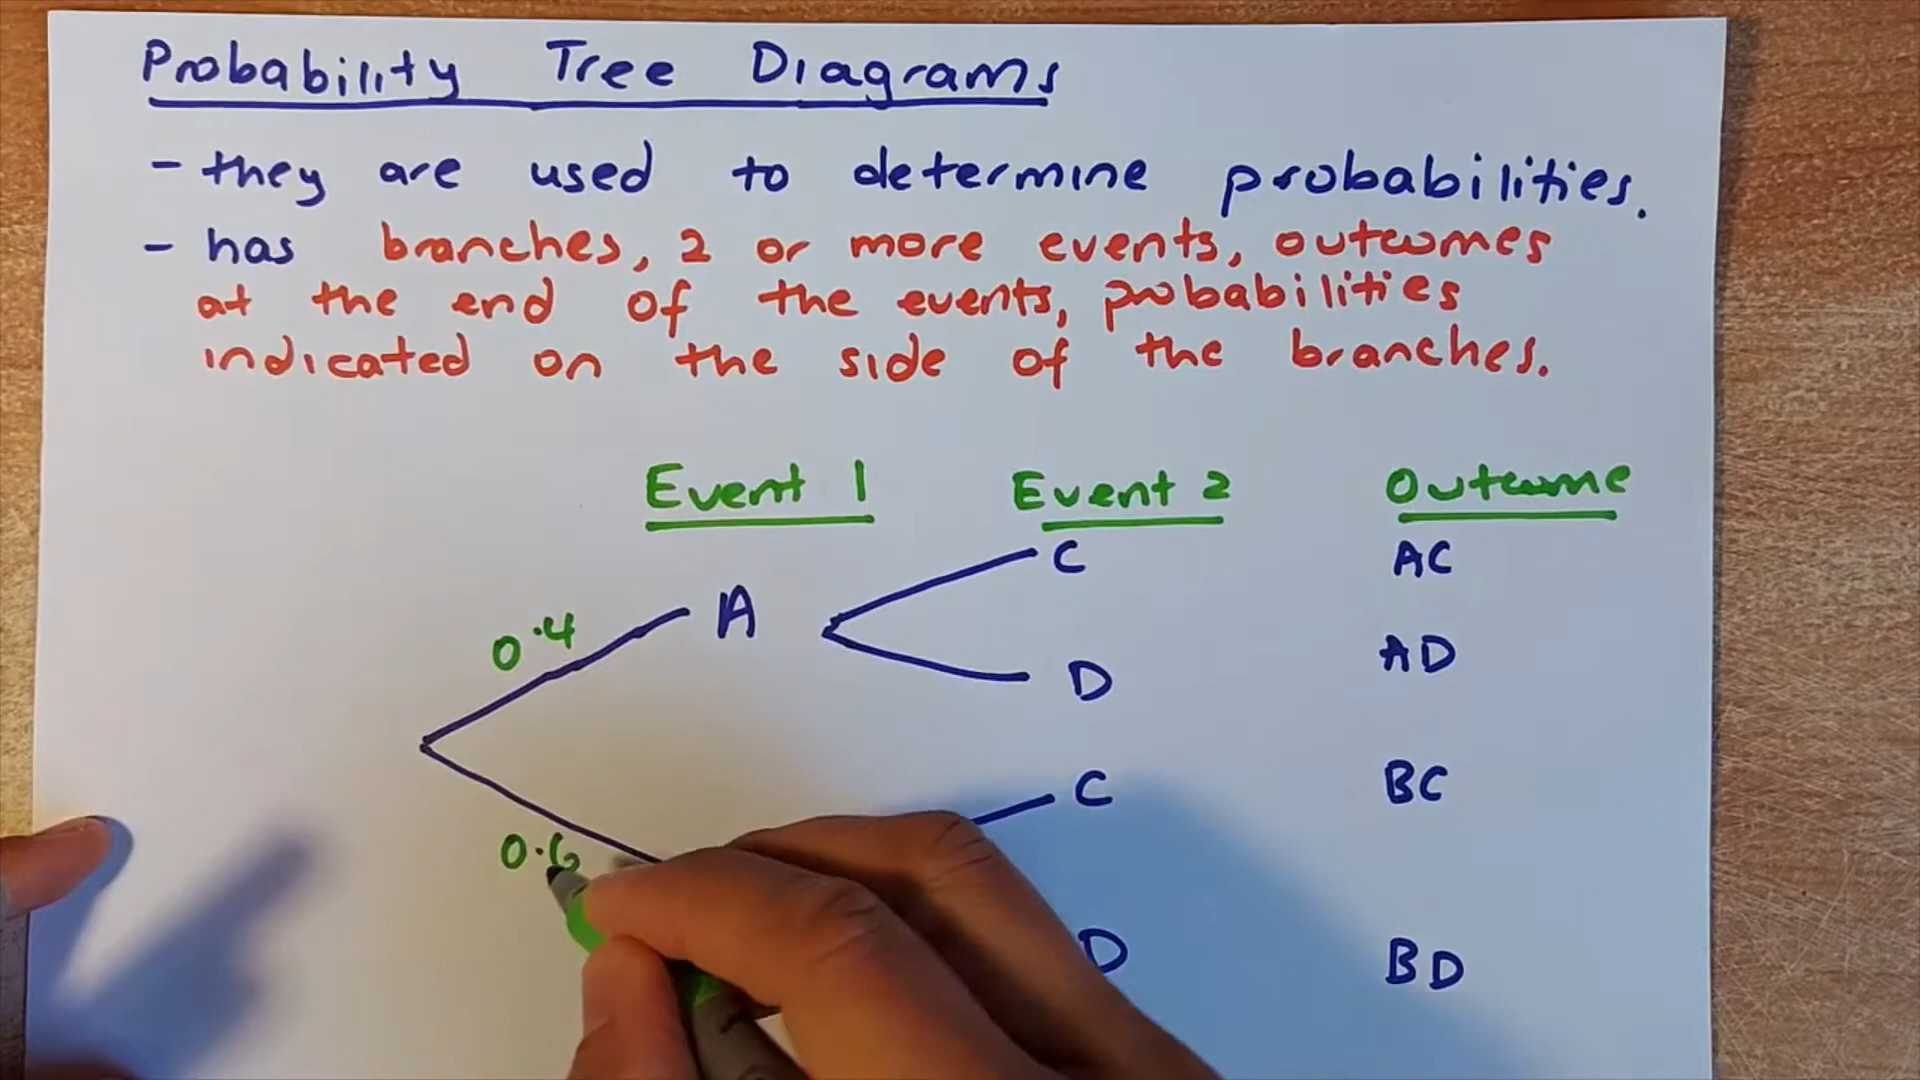 Probability Tree Diagrams
- they are used to determine probabilities.
- has branches, 2 or more events, outcomes
at the end of the events, probabilities
indicated on the side of the branches.
Event 1 Event 2 Outcome
C AC
0.4 A
D AD
C BC
0.6
D BD